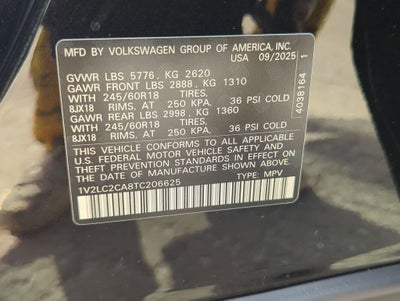 MFD BY VOLKSWAGEN GROUP OF AMERICA, INC.
USA 09/2025
GVWR LBS 5776, KG 2620
GAWR FRONT LBS 2888, KG 1310
WITH 245/60R18 TIRES.
8JX18 RIMS, AT 250 KPA. 36 PSI COLD
GAWR REAR LBS 2998, KG 1360
WITH 245/60R18 TIRES.
8JX18 RIMS, AT 250 KPA. 36 PSI COLD
THIS VEHICLE CONFORMS TO ALL APPLICABLE
U.S. FEDERAL MOTOR VEHICLE SAFETY AND
THEFT PREVENTION STANDARDS IN EFFECT ON THE
DATE OF MANUFACTURE SHOWN ABOVE.
1V2LC2CA8TC206625 TYPE: MPV
4038164 1